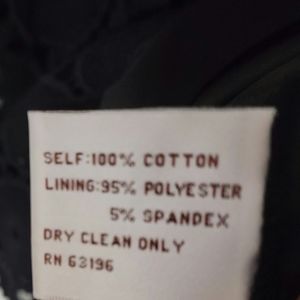 SELF:100% COTTON
LINING:95% POLYESTER
5% SPANDEX
DRY CLEAN ONLY
RN 63196